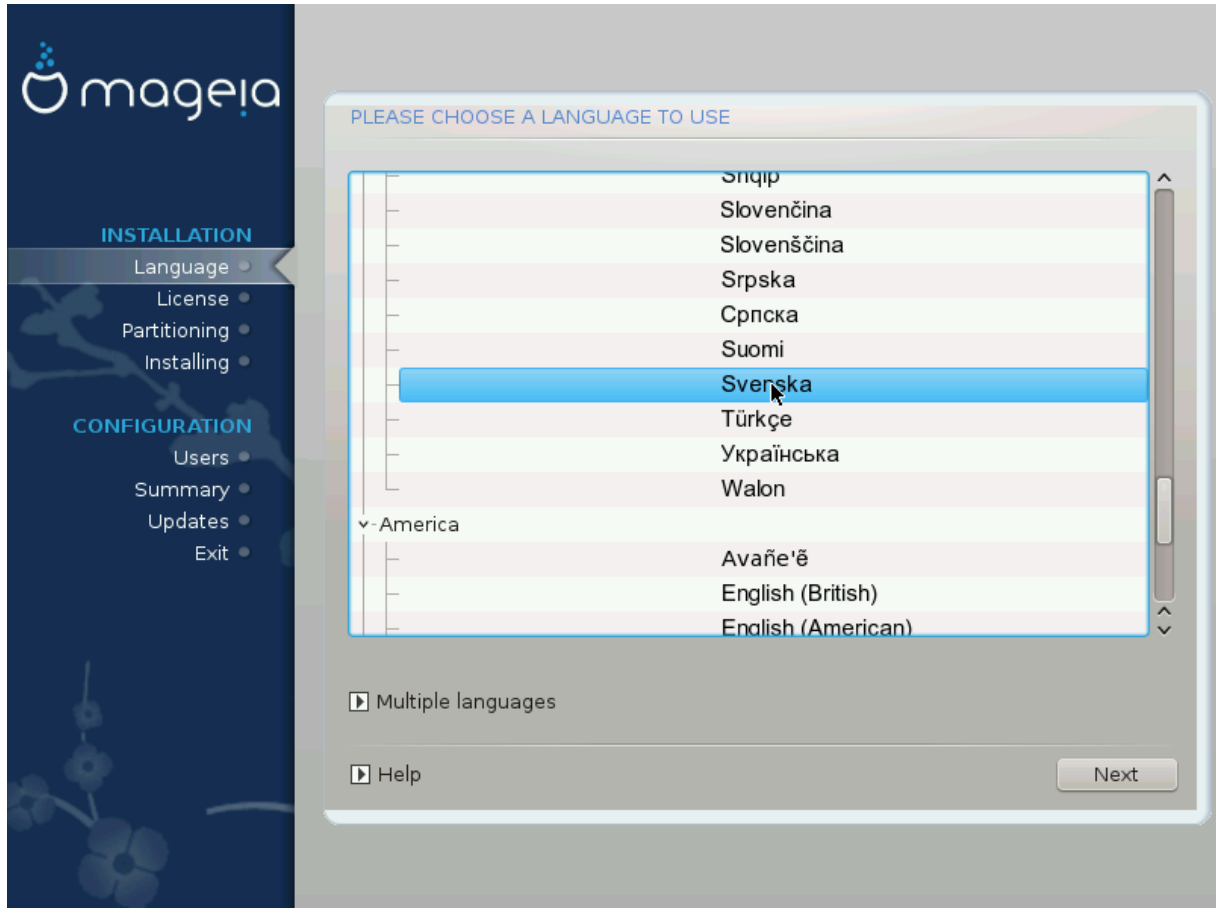 mageia
INSTALLATION
Language
License
Partitioning
Installing
CONFIGURATION
Users
Summary
Updates
Exit
PLEASE CHOOSE A LANGUAGE TO USE
Shqip
Slovenčina
Slovenščina
Srpska
Српска
Suomi
Svenska
Türkçe
Українська
Walon
America
Avañe'ẽ
English (British)
English (American)
Multiple languages
Help
Next